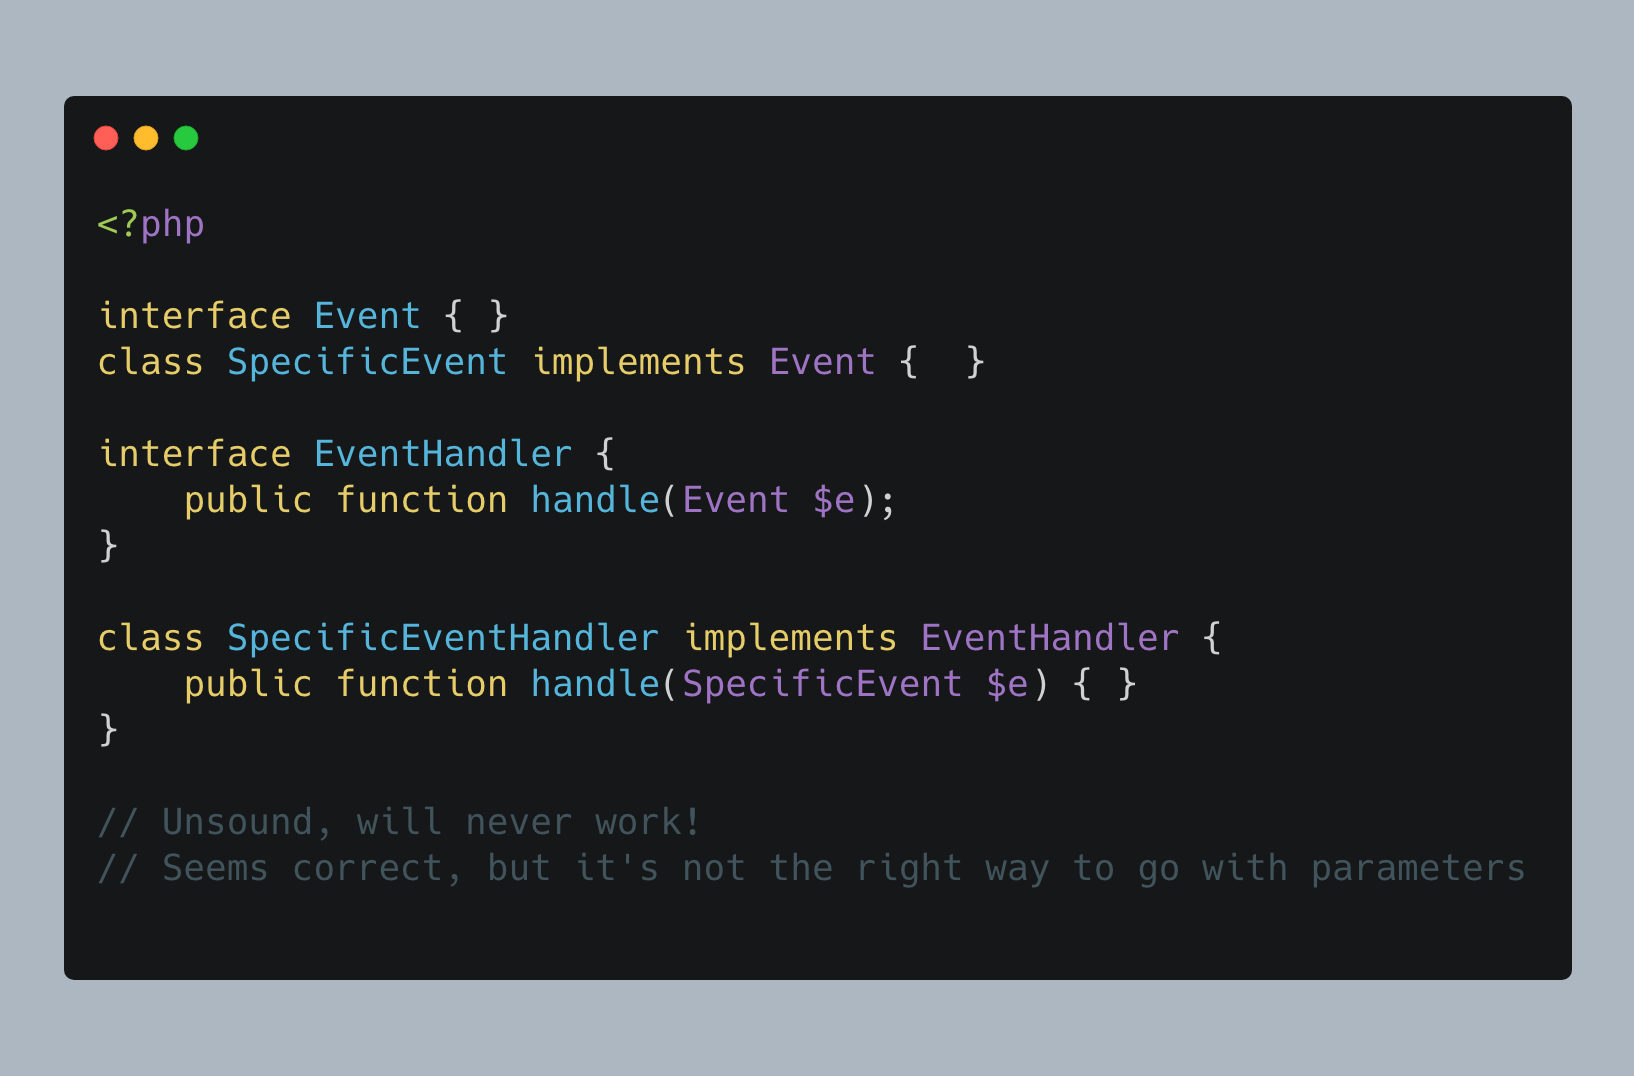 <?php
interface Event { }
class SpecificEvent implements Event {  }
interface EventHandler {
    public function handle(Event $e);
}
class SpecificEventHandler implements EventHandler {
    public function handle(SpecificEvent $e) { }
}
// Unsound, will never work!
// Seems correct, but it's not the right way to go with parameters